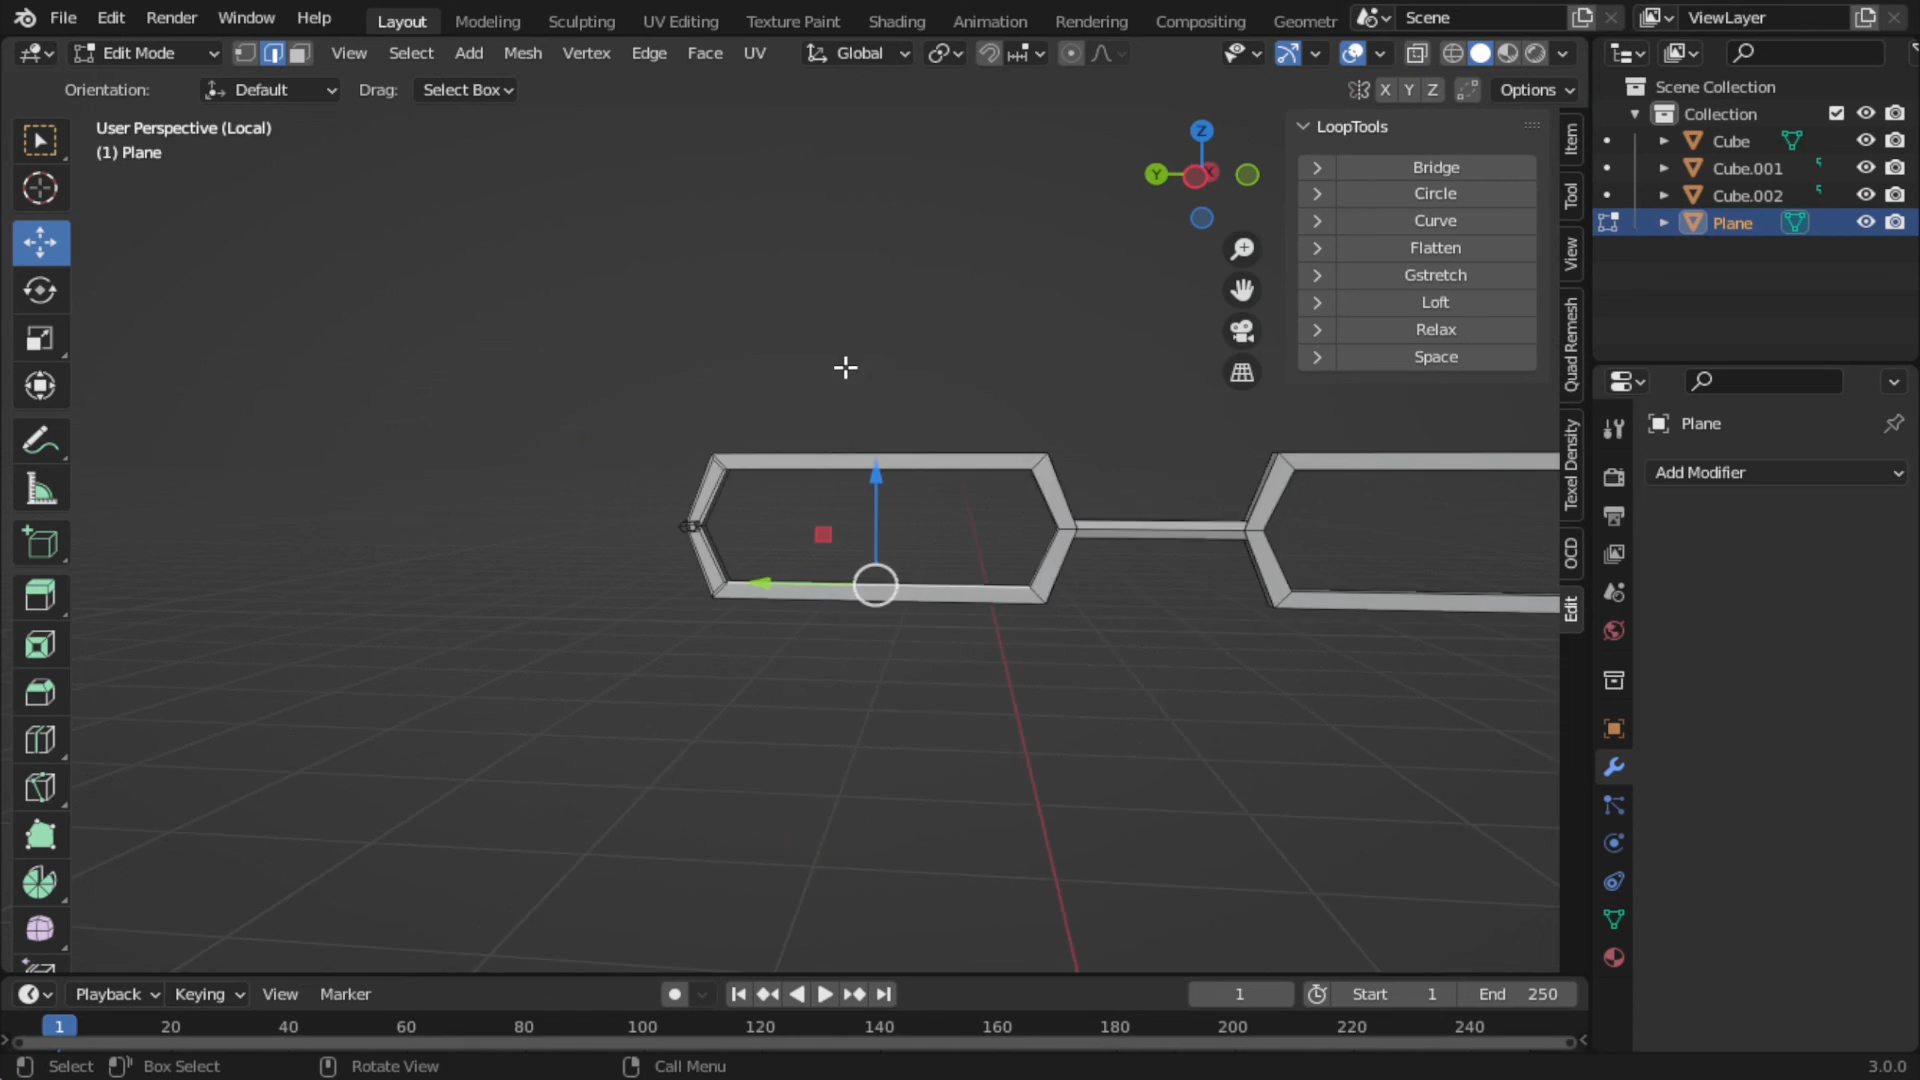 File Edit Render Window Help Layout Modeling Sculpting UV Editing Texture Paint Shading Animation Rendering Compositing Geometr Scene ViewLayer
Edit Mode View Select Add Mesh Vertex Edge Face UV Global
Orientation: Default Drag: Select Box X Y Z Options
User Perspective (Local)
(1) Plane
Z
Y
X
LoopTools
Bridge
Circle
Curve
Flatten
Gstretch
Loft
Relax
Space
Item
Tool
View
Quad Remesh
Texel Density
OCD
Edit
Scene Collection
Collection
Cube
Cube.001
Cube.002
Plane
Plane
Add Modifier
Playback Keying View Marker 1 Start 1 End 250
1 20 40 60 80 100 120 140 160 180 200 220 240
Select Box Select Rotate View Call Menu 3.0.0